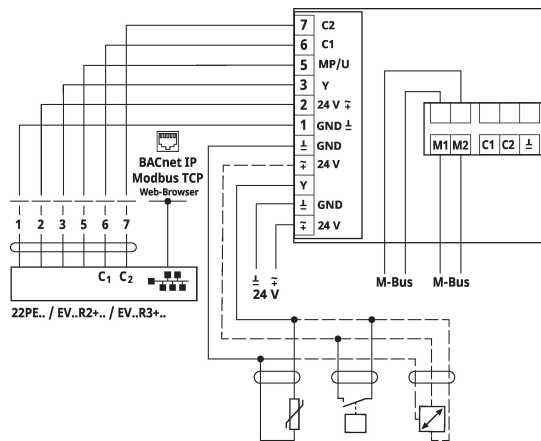 7 C2
6 C1
5 MP/U
3 Y
2 24 V ≂
1 GND ⏊
⏊ GND
≂ 24 V
Y
⏊ GND
≂ 24 V
M1 M2 C1 C2 ⏊
BACnet IP
Modbus TCP
Web-Browser
1 2 3 5 6 7
C1 C2
⏊ ≂
24 V
M-Bus M-Bus
22PE.. / EV..R2+.. / EV..R3+..